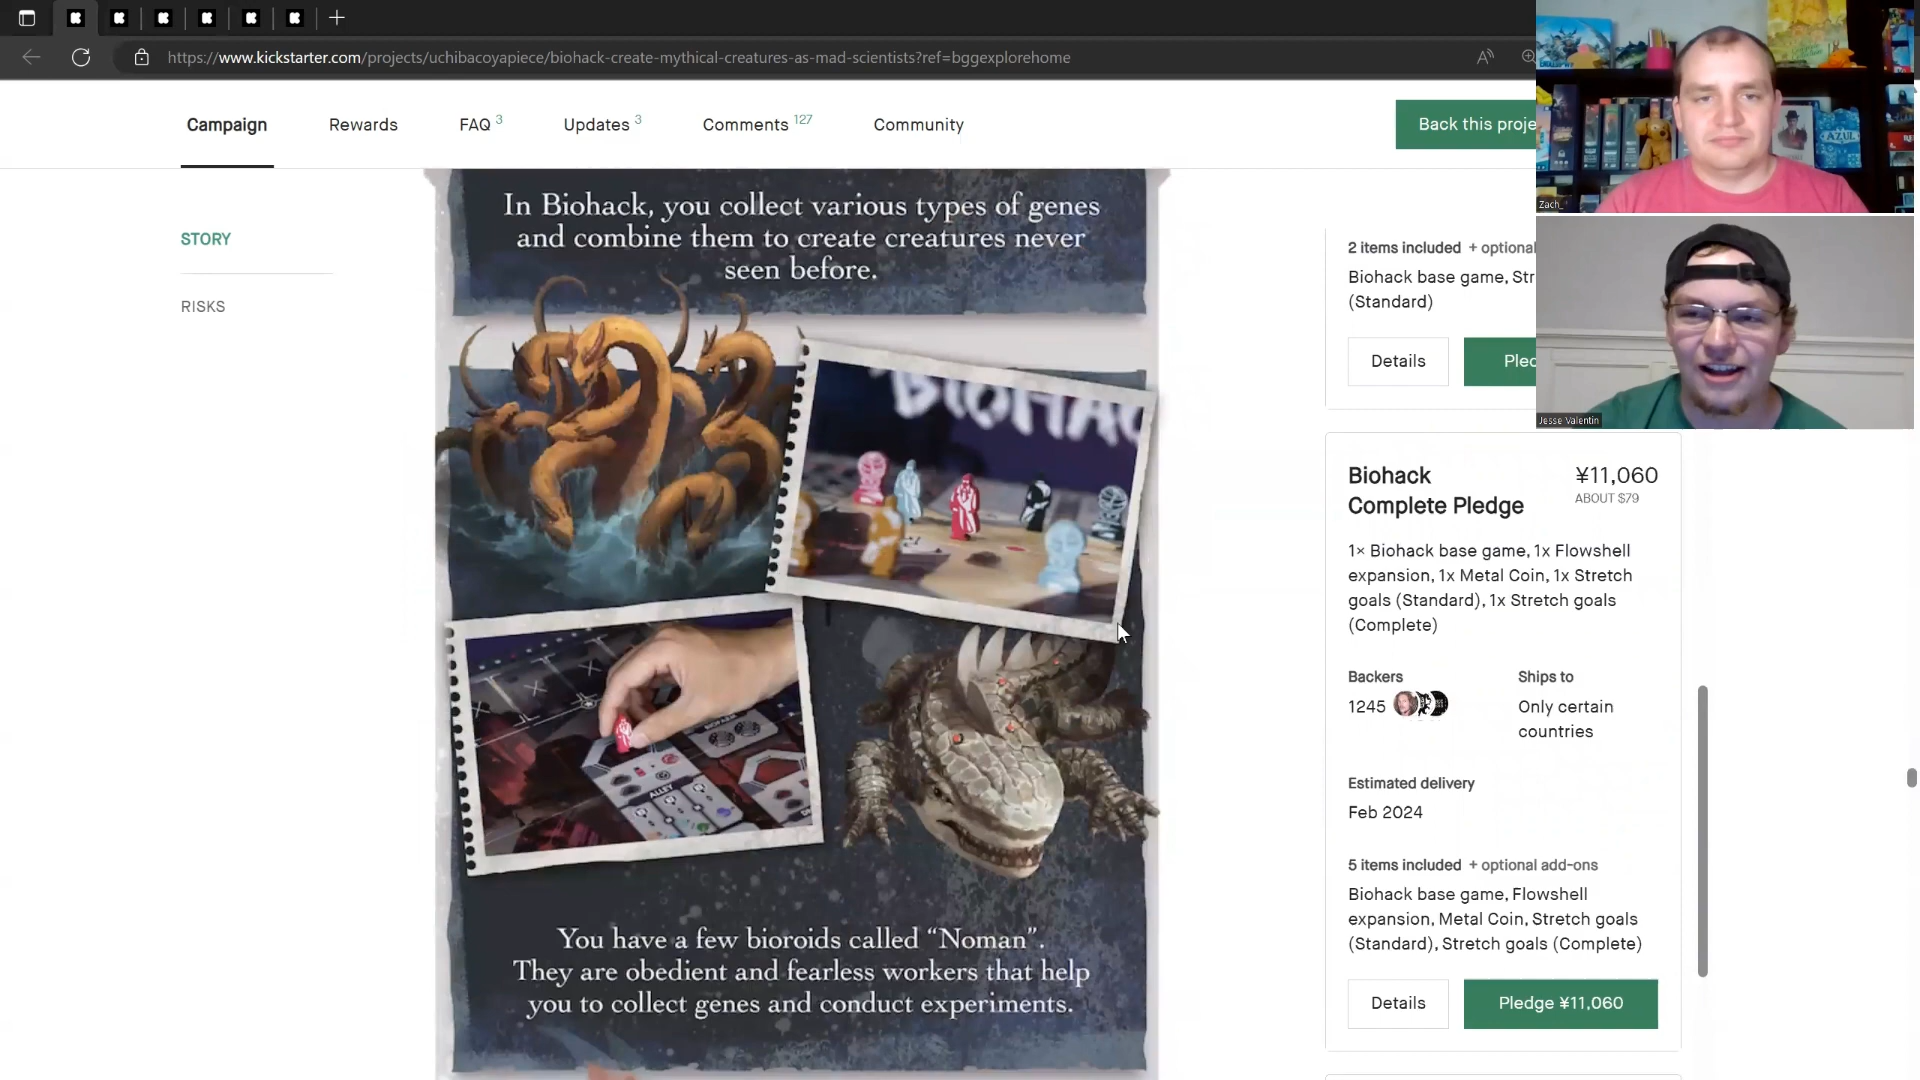 https://www.kickstarter.com/projects/uchibacoyapiece/biohack-create-mythical-creatures-as-mad-scientists?ref=bggexplorehome
Campaign
Rewards
FAQ 3
Updates 3
Comments 127
Community
Back this proje
Zach_
AZUL
Jesse Valentin
STORY
RISKS
In Biohack, you collect various types of genes
and combine them to create creatures never
seen before.
BIOHAC
ALLEY
BIOHACK
You have a few bioroids called “Noman”.
They are obedient and fearless workers that help
you to collect genes and conduct experiments.
2 items included + optional
Biohack base game, Str
(Standard)
Details
Pled
Biohack
Complete Pledge
¥11,060
ABOUT $79
1× Biohack base game, 1x Flowshell
expansion, 1x Metal Coin, 1x Stretch
goals (Standard), 1x Stretch goals
(Complete)
Backers
1245
Ships to
Only certain
countries
Estimated delivery
Feb 2024
5 items included + optional add-ons
Biohack base game, Flowshell
expansion, Metal Coin, Stretch goals
(Standard), Stretch goals (Complete)
Details
Pledge ¥11,060